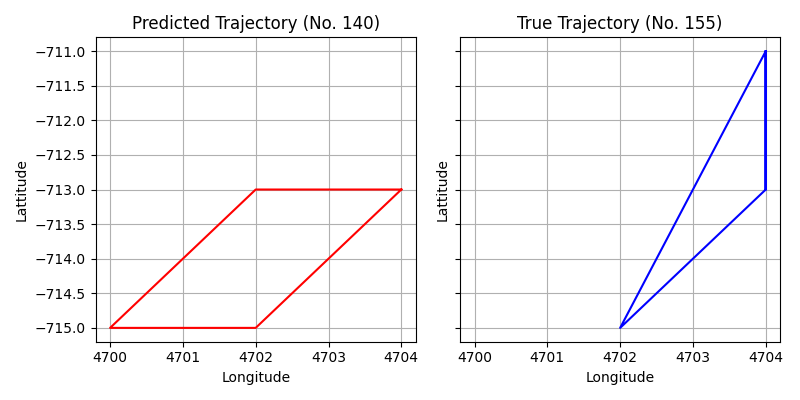 Predicted Trajectory (No. 140)
True Trajectory (No. 155)
−711.0
−711.5
−712.0
−712.5
−713.0
−713.5
−714.0
−714.5
−715.0
Lattitude
4700 4701 4702 4703 4704
Longitude
Lattitude
4700 4701 4702 4703 4704
Longitude